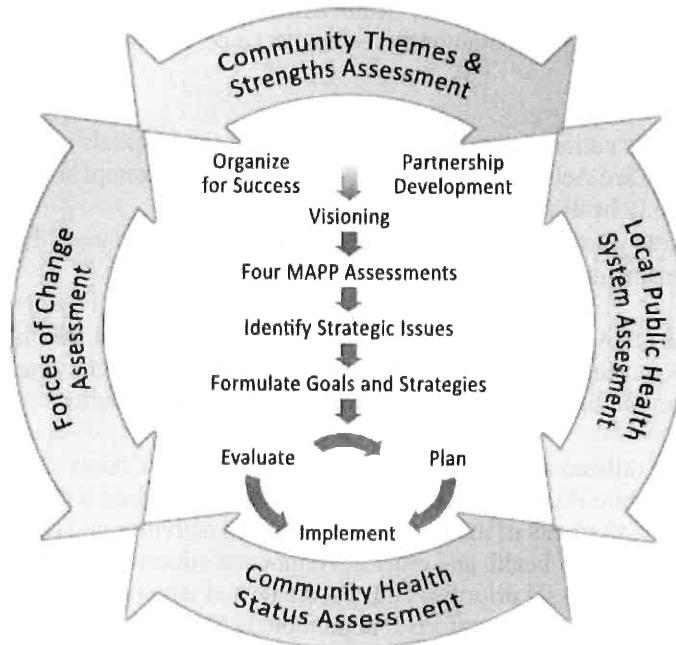 Community Themes &
Strengths Assessment
Organize
for Success
Partnership
Development
Visioning
Four MAPP Assessments
Identify Strategic Issues
Formulate Goals and Strategies
Evaluate
Plan
Implement
Forces of Change
Assessment
Local Public Health
System Assesment
Community Health
Status Assessment